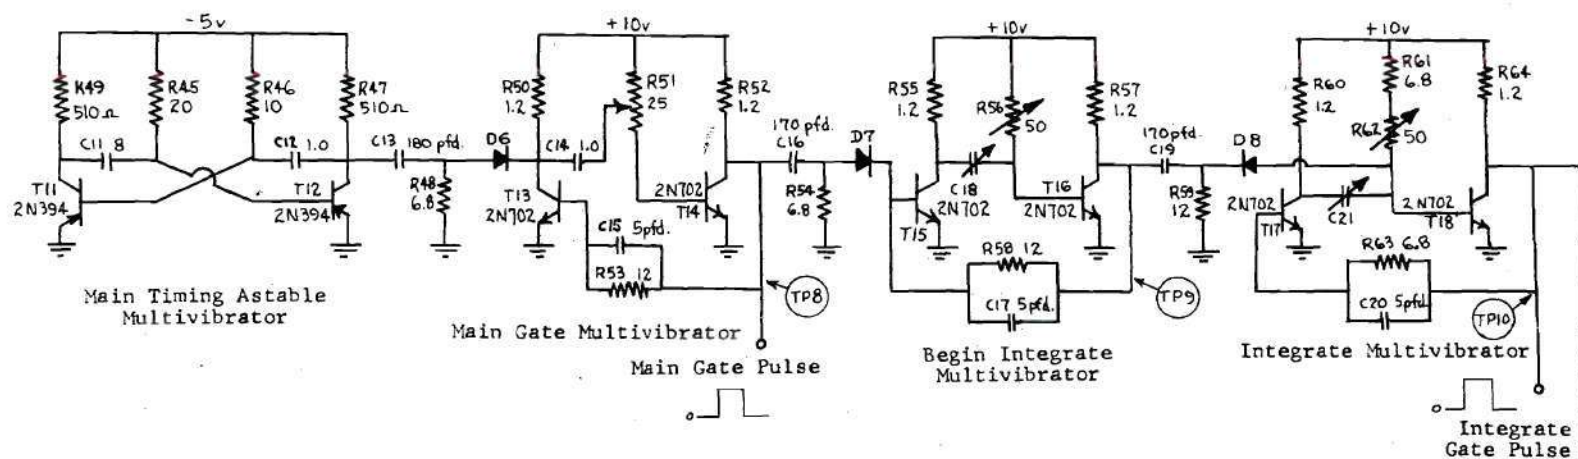 -5v
K49
510Ω
R45
20
R46
10
R47
510Ω
C11 .8
C12 1.0
C13 180 pfd.
R48
6.8
D6
T11
2N394
T12
2N394
Main Timing Astable
Multivibrator
+10v
R50
1.2
R51
25
R52
1.2
C14 1.0
T13
2N702
2N702
T14
C15 5pfd.
R53 12
TP8
Main Gate Multivibrator
Main Gate Pulse
o
170 pfd.
C16
R54
6.8
D7
+10v
R55
1.2
R56
50
R57
1.2
C18
2N702
T15
T16
2N702
R58 12
C17 5pfd.
TP9
Begin Integrate
Multivibrator
170pfd.
C19
R59
12
D8
+10v
R60
1.2
R61
6.8
R62
50
R64
1.2
2N702
T17
C21
2N702
T18
R63 6.8
C20 5pfd
TP10
Integrate Multivibrator
o
Integrate
Gate Pulse